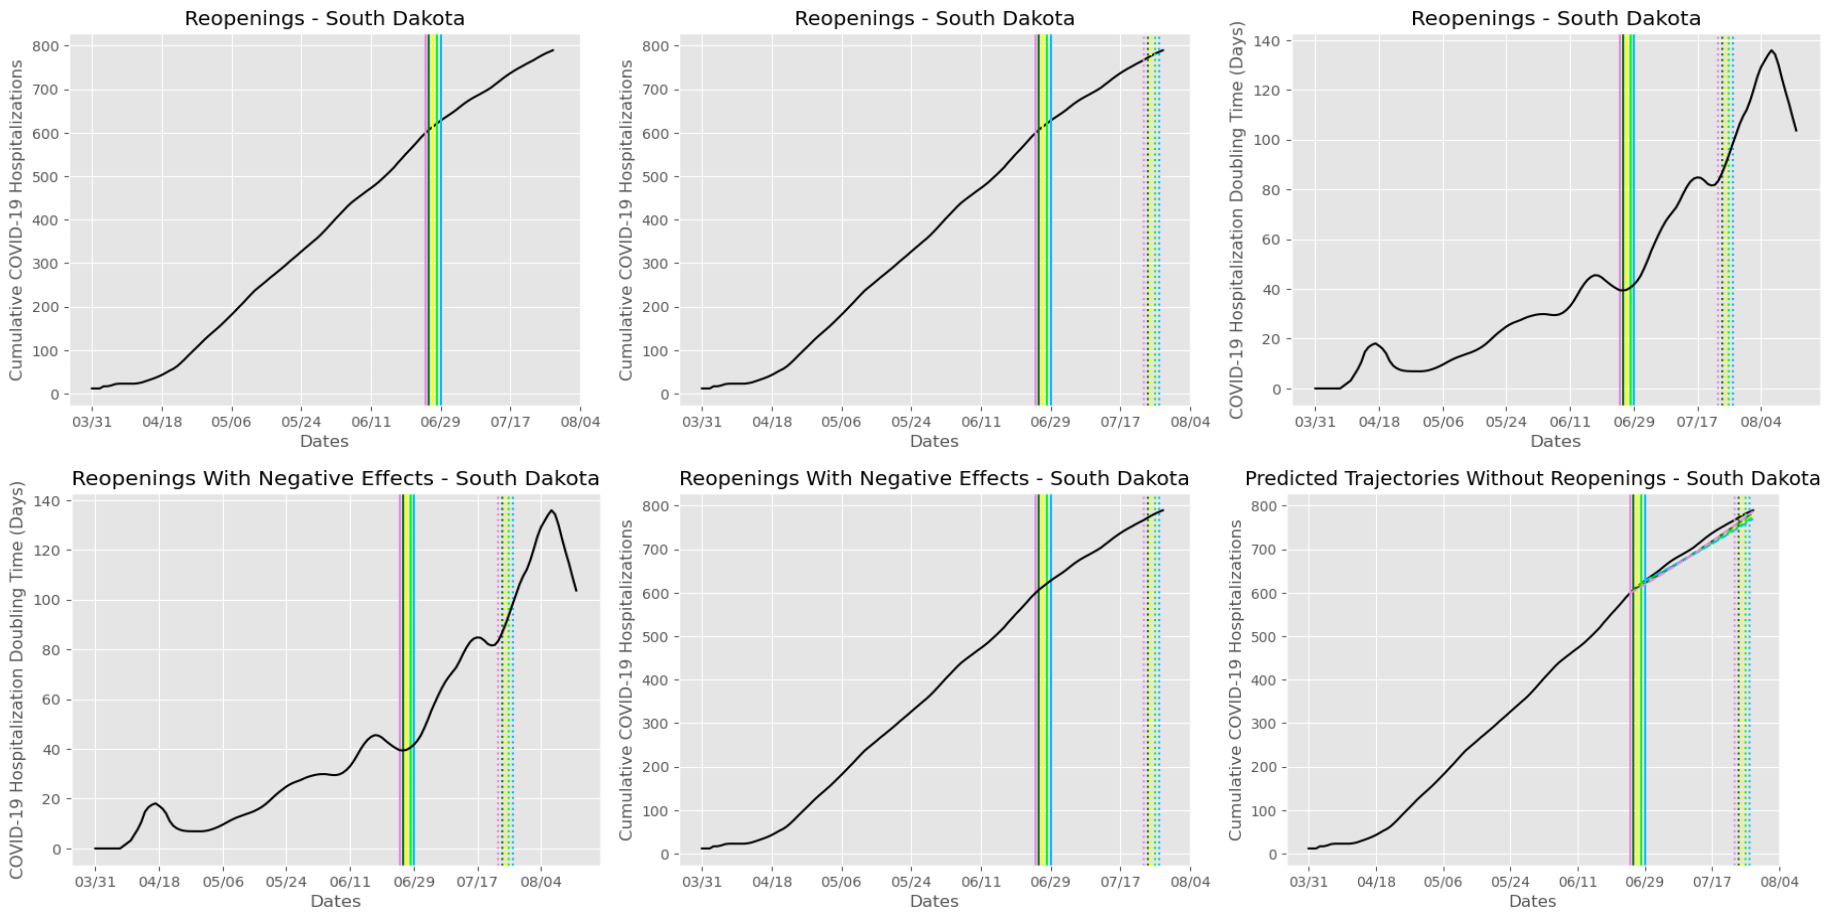 Reopenings - South Dakota
Cumulative COVID-19 Hospitalizations
800
700
600
500
400
300
200
100
0
03/31 04/18 05/06 05/24 06/11 06/29 07/17 08/04
Dates
Reopenings - South Dakota
Cumulative COVID-19 Hospitalizations
800
700
600
500
400
300
200
100
0
03/31 04/18 05/06 05/24 06/11 06/29 07/17 08/04
Dates
Reopenings - South Dakota
COVID-19 Hospitalization Doubling Time (Days)
140
120
100
80
60
40
20
0
03/31 04/18 05/06 05/24 06/11 06/29 07/17 08/04
Dates
Reopenings With Negative Effects - South Dakota
COVID-19 Hospitalization Doubling Time (Days)
140
120
100
80
60
40
20
0
03/31 04/18 05/06 05/24 06/11 06/29 07/17 08/04
Dates
Reopenings With Negative Effects - South Dakota
Cumulative COVID-19 Hospitalizations
800
700
600
500
400
300
200
100
0
03/31 04/18 05/06 05/24 06/11 06/29 07/17 08/04
Dates
Predicted Trajectories Without Reopenings - South Dakota
Cumulative COVID-19 Hospitalizations
800
700
600
500
400
300
200
100
0
03/31 04/18 05/06 05/24 06/11 06/29 07/17 08/04
Dates